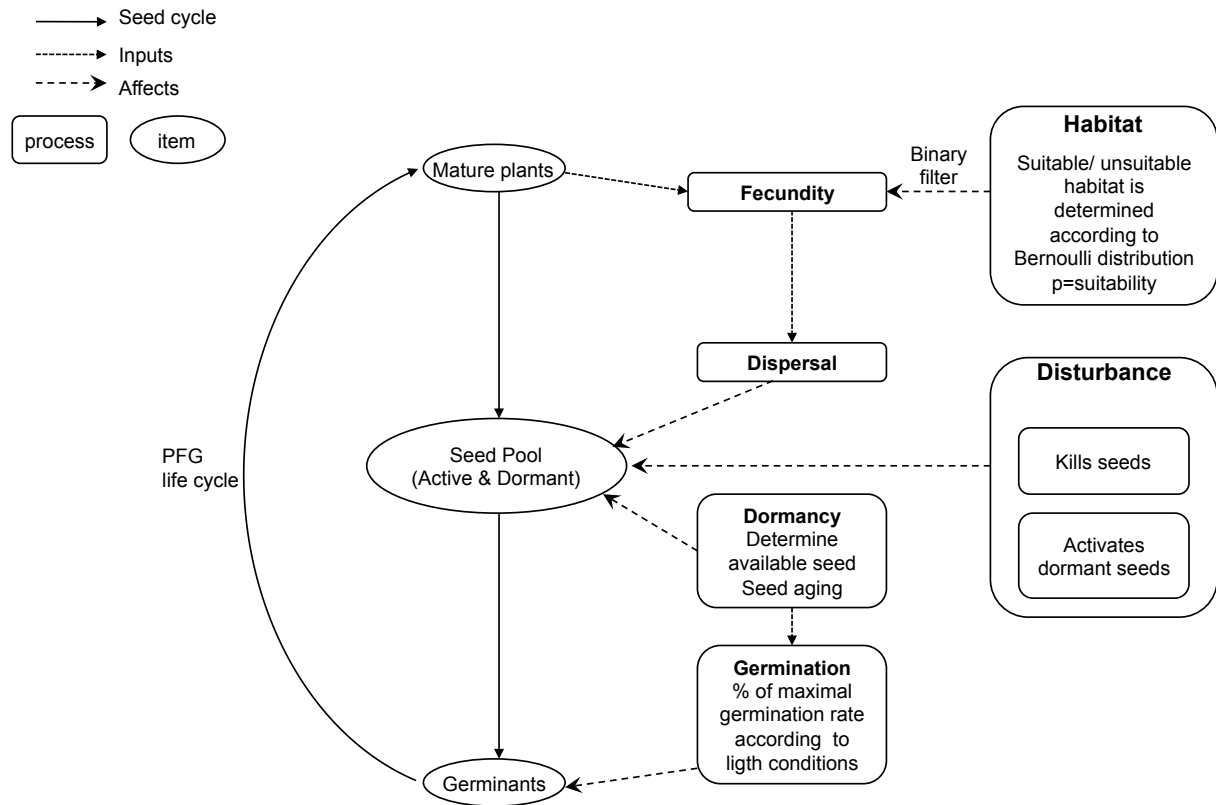 Seed cycle
Inputs
Affects
process
item
Mature plants
Fecundity
Binary
filter
Habitat
Suitable/ unsuitable
habitat is
determined
according to
Bernoulli distribution
p=suitability
Dispersal
Disturbance
Kills seeds
Activates
dormant seeds
PFG
life cycle
Seed Pool
(Active & Dormant)
Dormancy
Determine
available seed
Seed aging
Germination
% of maximal
germination rate
according to
ligth conditions
Germinants